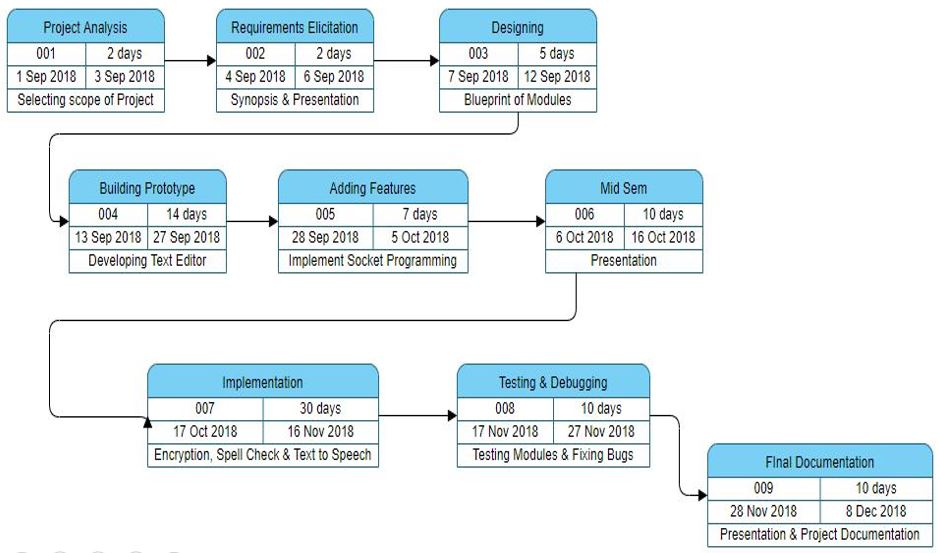 Project Analysis
001 2 days
1 Sep 2018 3 Sep 2018
Selecting scope of Project
Requirements Elicitation
002 2 days
4 Sep 2018 6 Sep 2018
Synopsis & Presentation
Designing
003 5 days
7 Sep 2018 12 Sep 2018
Blueprint of Modules
Building Prototype
004 14 days
13 Sep 2018 27 Sep 2018
Developing Text Editor
Adding Features
005 7 days
28 Sep 2018 5 Oct 2018
Implement Socket Programming
Mid Sem
006 10 days
6 Oct 2018 16 Oct 2018
Presentation
Implementation
007 30 days
17 Oct 2018 16 Nov 2018
Encryption, Spell Check & Text to Speech
Testing & Debugging
008 10 days
17 Nov 2018 27 Nov 2018
Testing Modules & Fixing Bugs
FInal Documentation
009 10 days
28 Nov 2018 8 Dec 2018
Presentation & Project Documentation